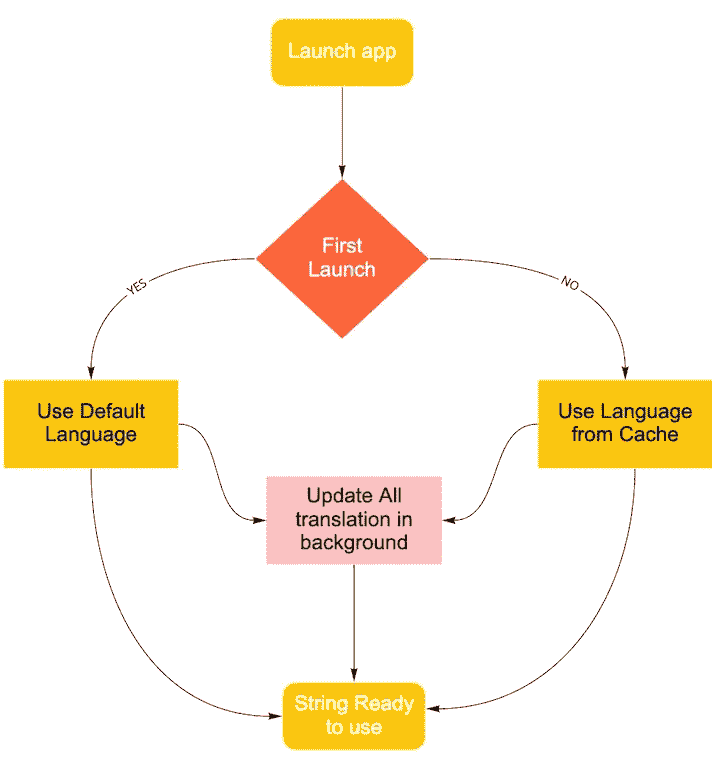 Launch app
First
Launch
YES
NO
Use Default
Language
Use Language
from Cache
Update All
translation in
background
String Ready
to use